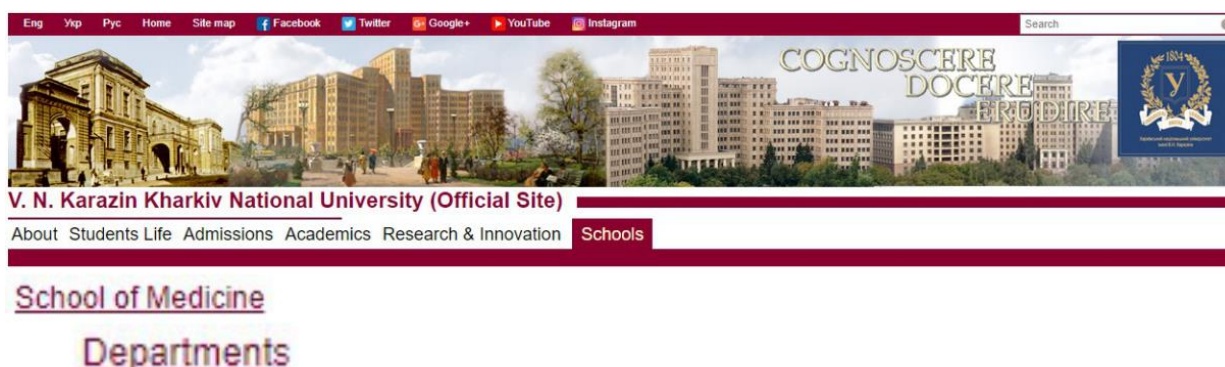 Eng Укр Рус Home Site map Facebook Twitter Google+ YouTube Instagram Search
COGNOSCERE
DOCERE
ERUDIRE
1804
У
V. N. Karazin Kharkiv National University (Official Site)
About Students Life Admissions Academics Research & Innovation Schools
School of Medicine
Departments